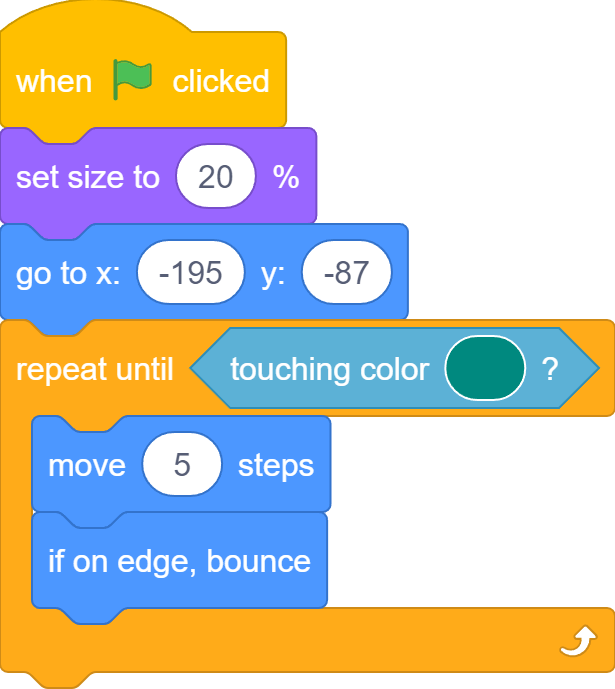 when clicked
set size to 20 %
go to x: -195 y: -87
repeat until touching color ?
move 5 steps
if on edge, bounce